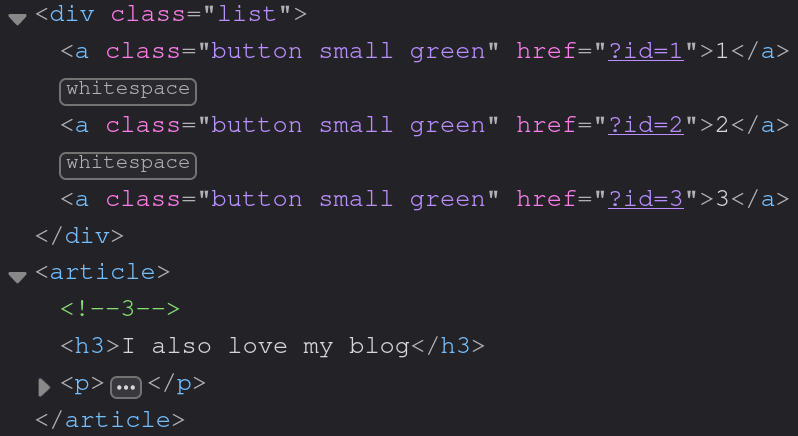 <div class="list">
<a class="button small green" href="?id=1">1</a>
whitespace
<a class="button small green" href="?id=2">2</a>
whitespace
<a class="button small green" href="?id=3">3</a>
</div>
<article>
<!--3-->
<h3>I also love my blog</h3>
<p>…</p>
</article>